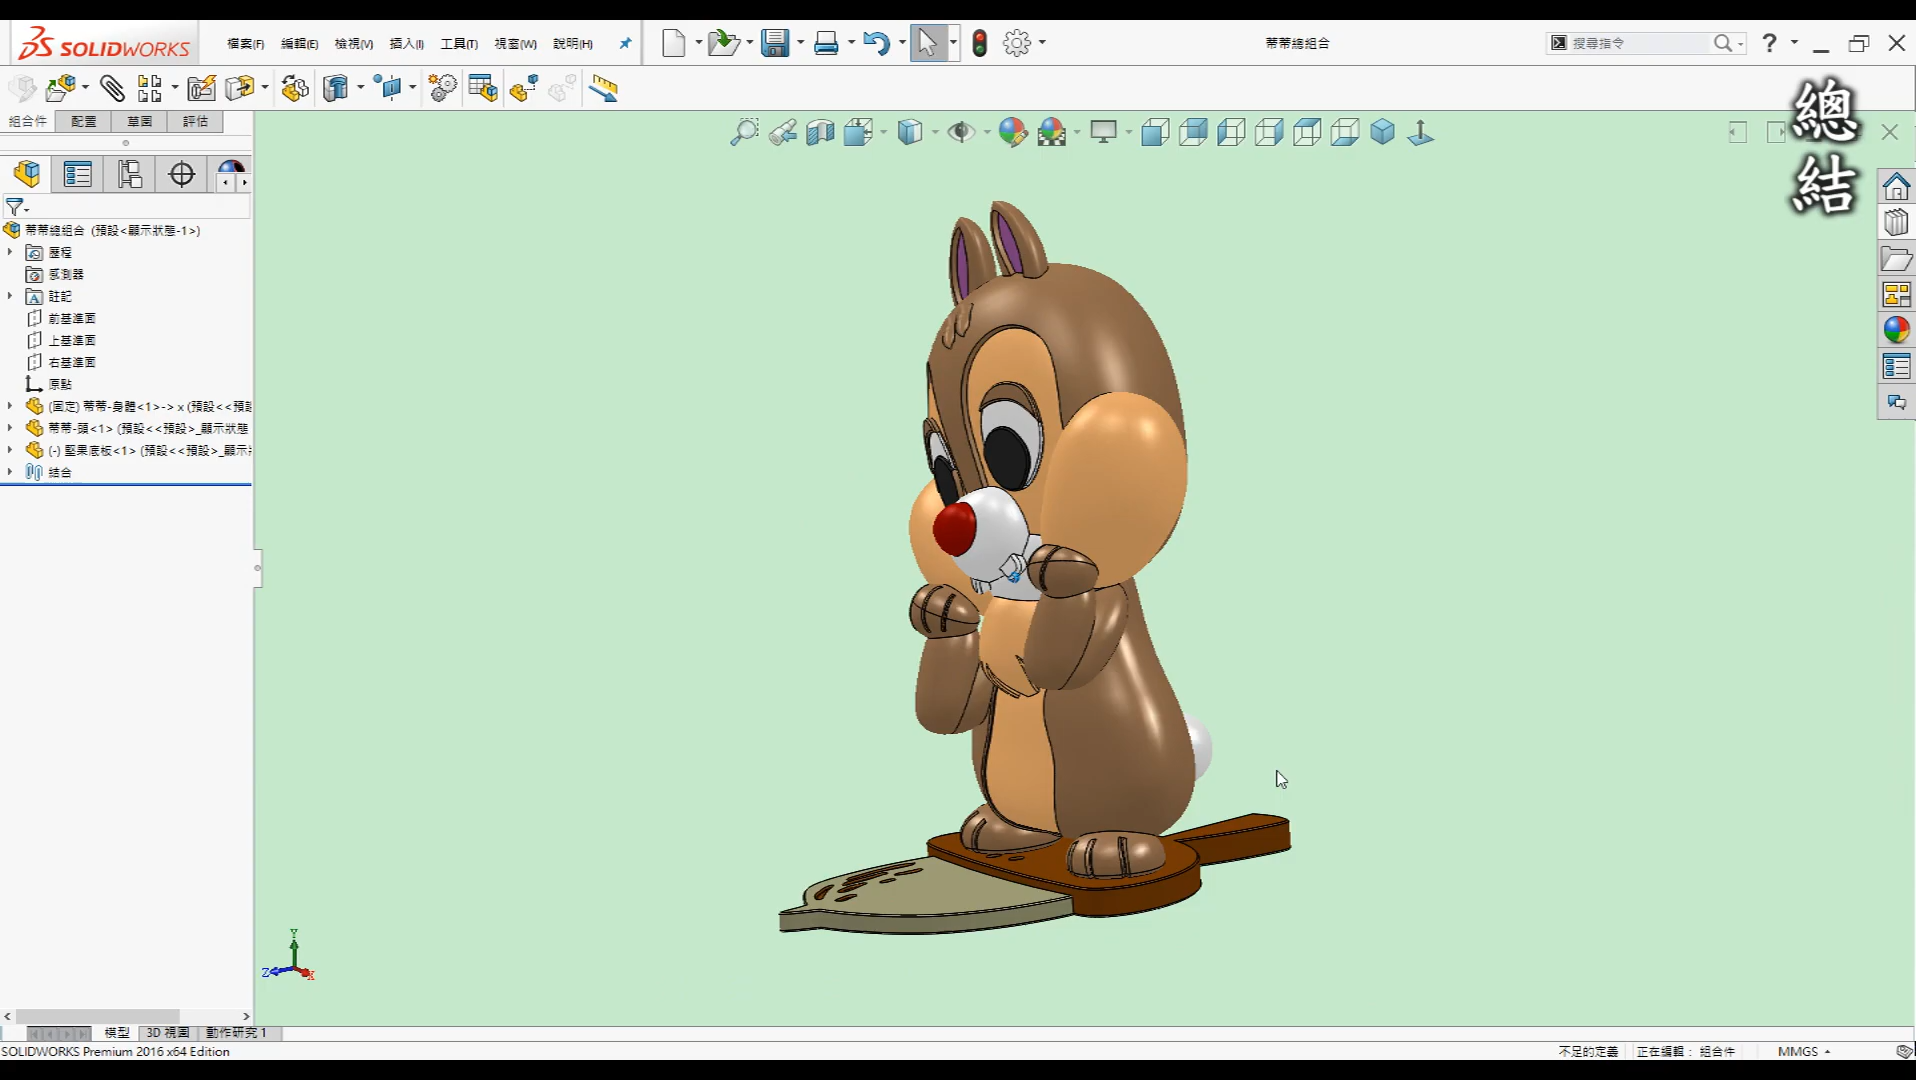 SOLIDWORKS
檔案(F) 編輯(E) 檢視(V) 插入(I) 工具(T) 視窗(W) 說明(H)
蒂蒂總組合
搜尋指令
總結
組合件 配置 草圖 評估
蒂蒂總組合 (預設<顯示狀態-1>)
歷程
感測器
註記
前基準面
上基準面
右基準面
原點
(固定) 蒂蒂-身體<1>-> x (預設<<預設
蒂蒂-頭<1> (預設<<預設>_顯示狀態
(-) 堅果底板<1> (預設<<預設>_顯示
結合
Y
Z
X
模型 3D 視圖 動作研究 1
SOLIDWORKS Premium 2016 x64 Edition
不足的定義 正在編輯： 組合件 MMGS